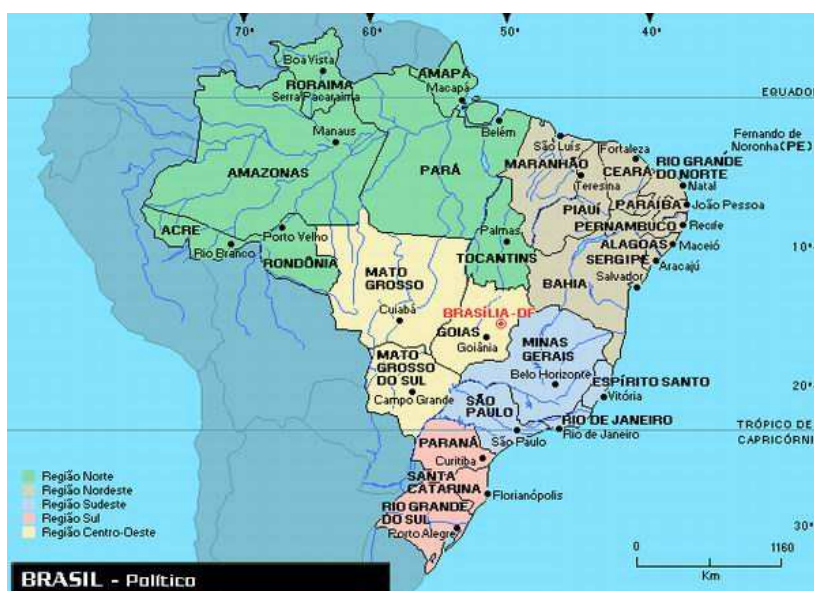 70° 60° 50° 40°
Boa Vista
RORAIMA
Serra Pacaraima
AMAPÁ
Macapá
EQUADOR
Manaus
Belém
São Luís
Fortaleza
Fernando de
Noronha(PE)
AMAZONAS
PARÁ
MARANHÃO
CEARÁ
RIO GRANDE
DO NORTE
Teresina
Natal
PIAUÍ
PARAÍBA
João Pessoa
ACRE
Porto Velho
Rio Branco
RONDÔNIA
Palmas
TOCANTINS
PERNAMBUCO
Recife
ALAGOAS
Maceió
SERGIPE
Aracajú
10°
BAHIA
Salvador
MATO
GROSSO
Cuiabá
BRASÍLIA-DF
GOIAS
Goiânia
MINAS
GERAIS
Belo Horizonte
MATO
GROSSO
DO SUL
Campo Grande
ESPÍRITO SANTO
Vitória
20°
SÃO
PAULO
São Paulo
RIO DE JANEIRO
Rio de Janeiro
TRÓPICO DE
CAPRICÓRNI
PARANÁ
Curitiba
SANTA
CATARINA
Florianópolis
RIO GRANDE
DO SUL
Porto Alegre
30°
Região Norte
Região Nordeste
Região Sudeste
Região Sul
Região Centro-Oeste
0 1160
Km
BRASIL - Político